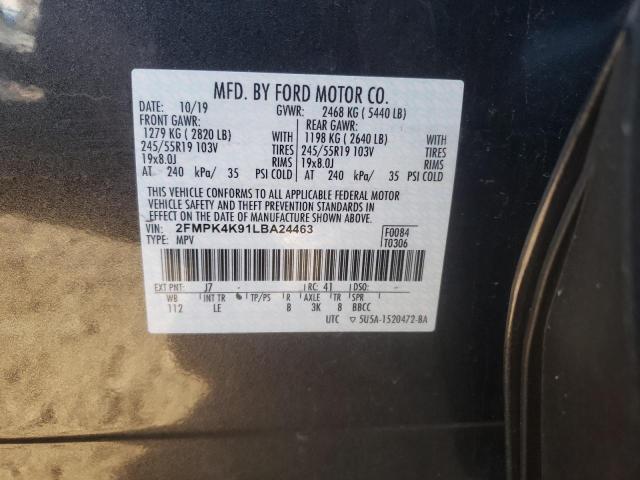 MFD. BY FORD MOTOR CO.
DATE: 10/19 GVWR: 2468 KG ( 5440 LB)
FRONT GAWR: REAR GAWR:
1279 KG ( 2820 LB) WITH 1198 KG ( 2640 LB) WITH
245/55R19 103V TIRES 245/55R19 103V TIRES
19x8.0J RIMS 19x8.0J RIMS
AT 240 kPa/ 35 PSI COLD AT 240 kPa/ 35 PSI COLD
THIS VEHICLE CONFORMS TO ALL APPLICABLE FEDERAL MOTOR
VEHICLE SAFETY AND THEFT PREVENTION STANDARDS IN
EFFECT ON THE DATE OF MANUFACTURE SHOWN ABOVE.
VIN: 2FMPK4K91LBA24463 F0084
TYPE: MPV T0306
EXT PNT: J7 - RC: 41 DSO: -
WB INT TR TP/PS R AXLE TR SPR
112 LE B 3K 8 BBCC
UTC ▽ 5U5A-1520472-BA